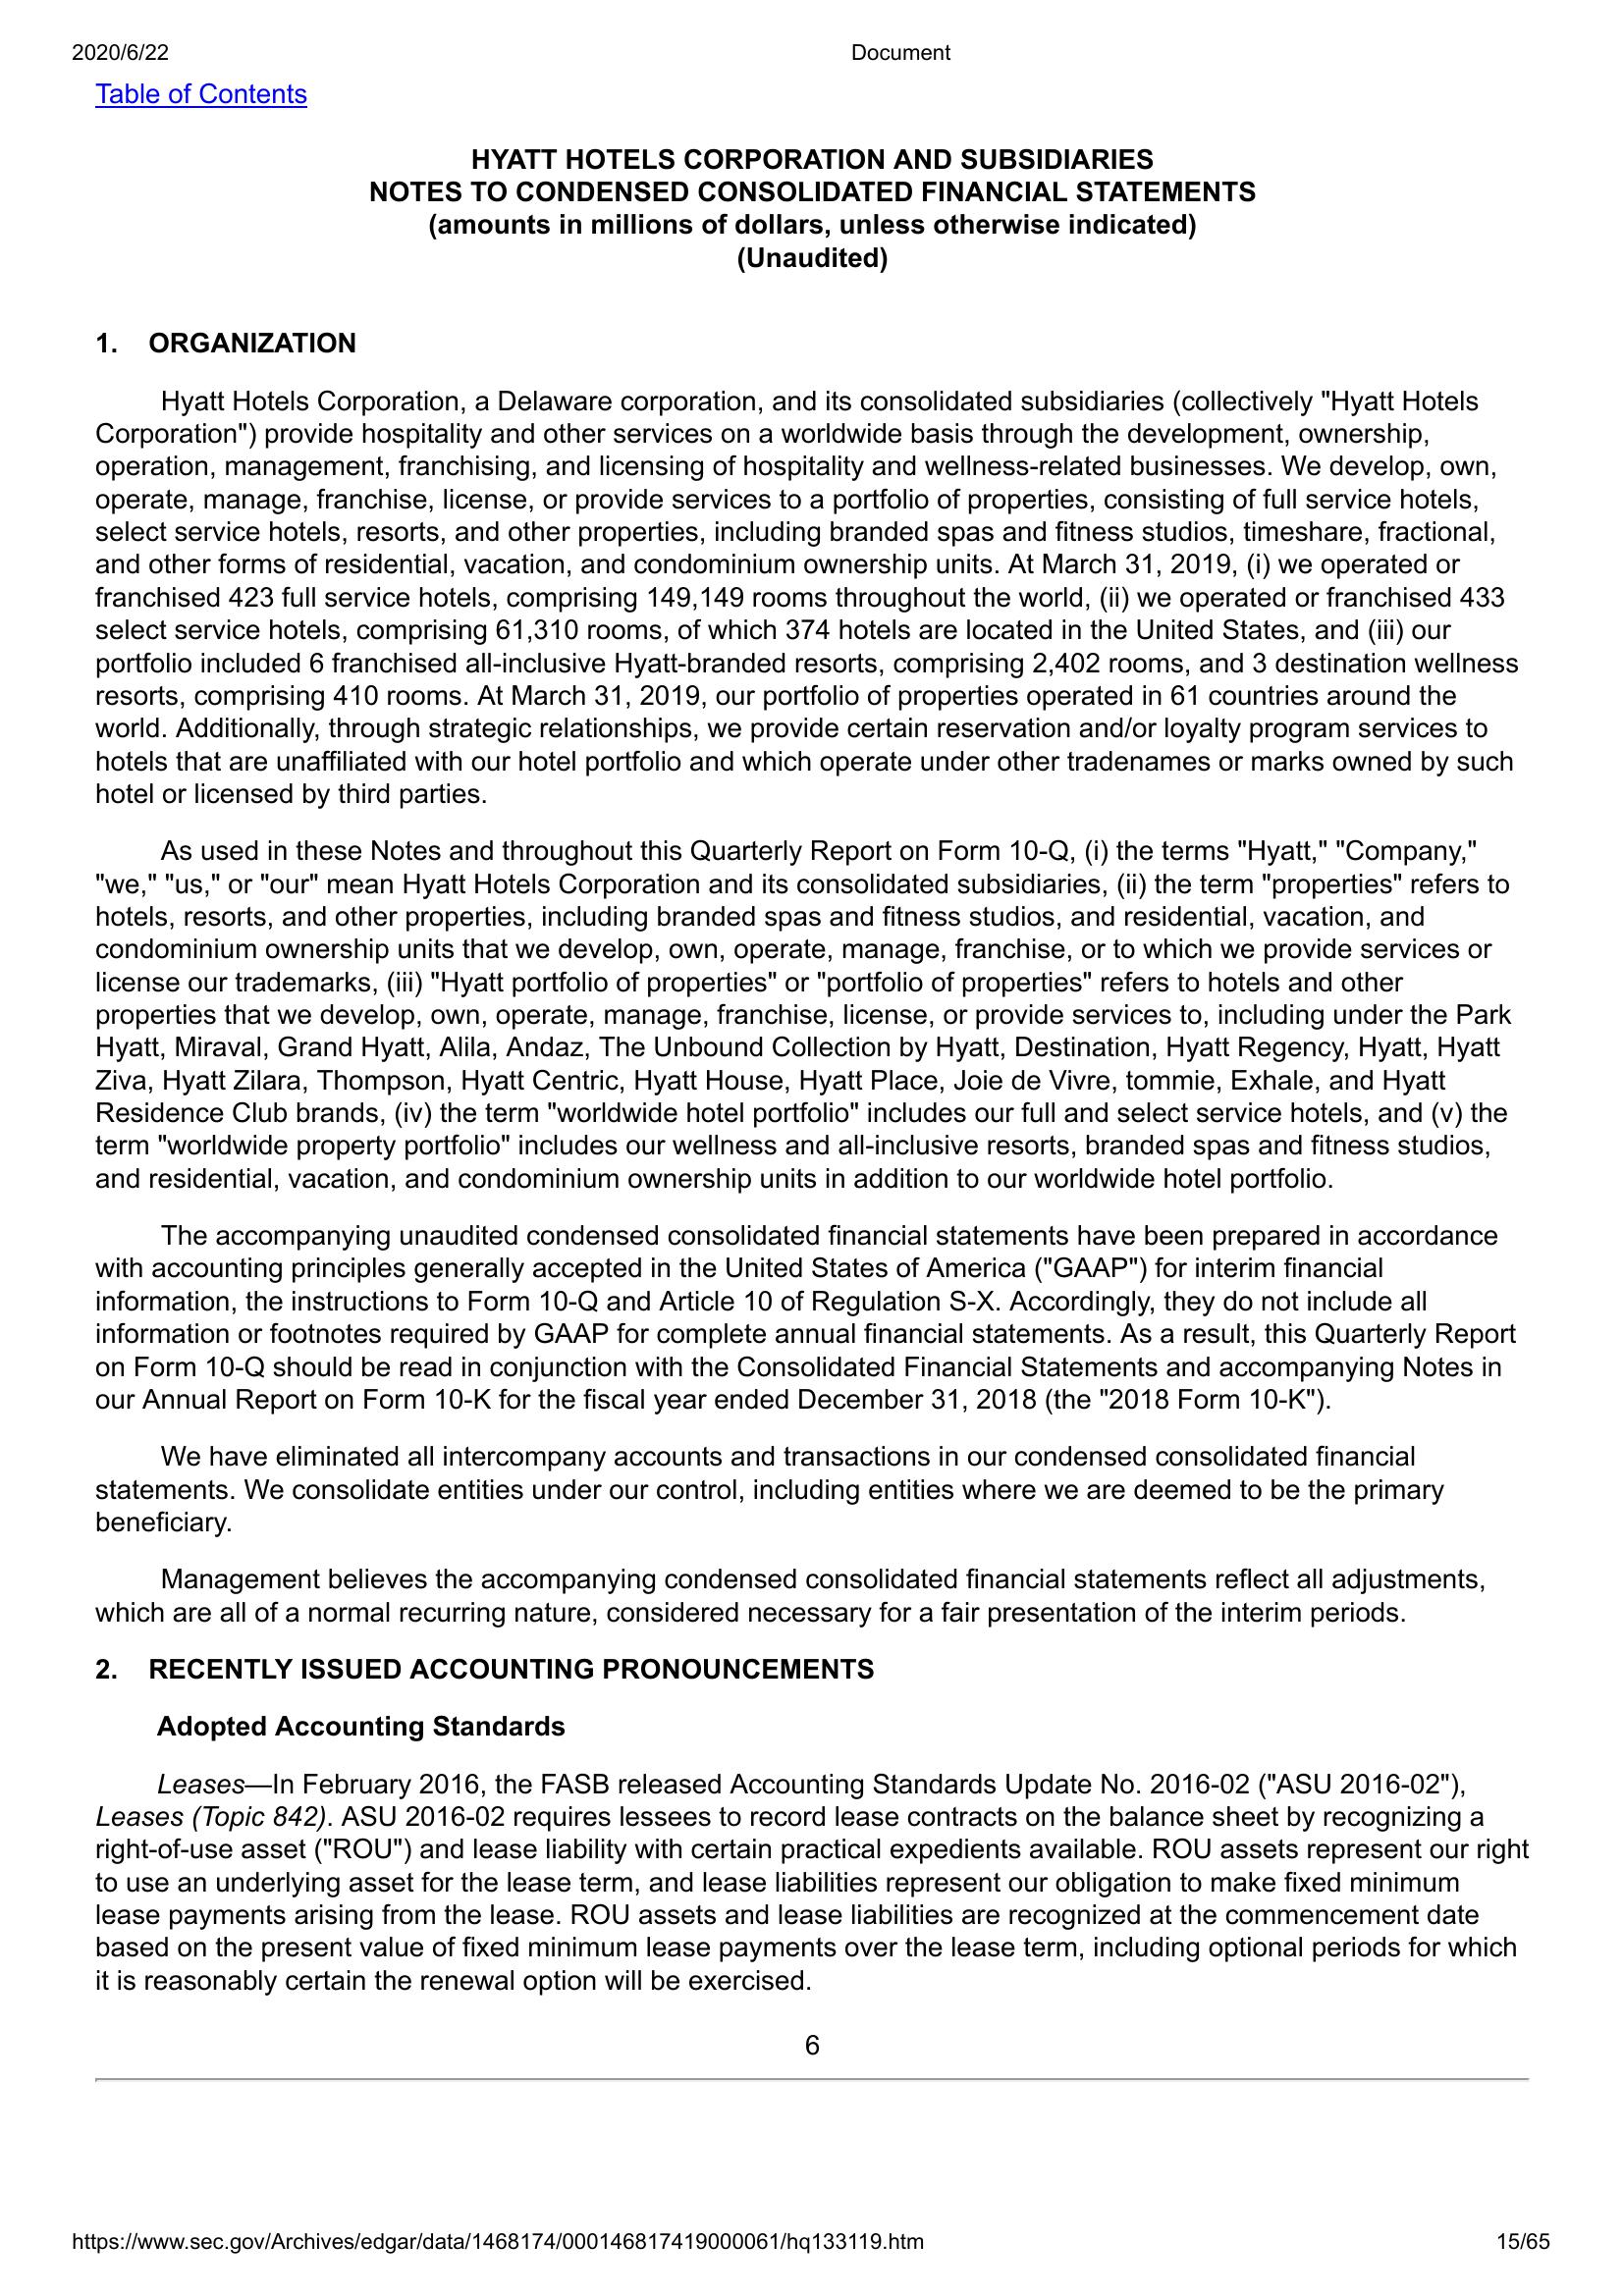 2020/6/22
Document
Table of Contents
HYATT HOTELS CORPORATION AND SUBSIDIARIES
NOTES TO CONDENSED CONSOLIDATED FINANCIAL STATEMENTS
(amounts in millions of dollars, unless otherwise indicated)
(Unaudited)
1. ORGANIZATION
Hyatt Hotels Corporation, a Delaware corporation, and its consolidated subsidiaries (collectively "Hyatt Hotels
Corporation") provide hospitality and other services on a worldwide basis through the development, ownership,
operation, management, franchising, and licensing of hospitality and wellness-related businesses. We develop, own,
operate, manage, franchise, license, or provide services to a portfolio of properties, consisting of full service hotels,
select service hotels, resorts, and other properties, including branded spas and fitness studios, timeshare, fractional,
and other forms of residential, vacation, and condominium ownership units. At March 31, 2019, (i) we operated or
franchised 423 full service hotels, comprising 149,149 rooms throughout the world, (ii) we operated or franchised 433
select service hotels, comprising 61,310 rooms, of which 374 hotels are located in the United States, and (iii) our
portfolio included 6 franchised all-inclusive Hyatt-branded resorts, comprising 2,402 rooms, and 3 destination wellness
resorts, comprising 410 rooms. At March 31, 2019, our portfolio of properties operated in 61 countries around the
world. Additionally, through strategic relationships, we provide certain reservation and/or loyalty program services to
hotels that are unaffiliated with our hotel portfolio and which operate under other tradenames or marks owned by such
hotel or licensed by third parties.
As used in these Notes and throughout this Quarterly Report on Form 10-Q, (i) the terms "Hyatt," "Company,"
"we," "us," or "our" mean Hyatt Hotels Corporation and its consolidated subsidiaries, (ii) the term "properties" refers to
hotels, resorts, and other properties, including branded spas and fitness studios, and residential, vacation, and
condominium ownership units that we develop, own, operate, manage, franchise, or to which we provide services or
license our trademarks, (iii) "Hyatt portfolio of properties" or "portfolio of properties" refers to hotels and other
properties that we develop, own, operate, manage, franchise, license, or provide services to, including under the Park
Hyatt, Miraval, Grand Hyatt, Alila, Andaz, The Unbound Collection by Hyatt, Destination, Hyatt Regency, Hyatt, Hyatt
Ziva, Hyatt Zilara, Thompson, Hyatt Centric, Hyatt House, Hyatt Place, Joie de Vivre, tommie, Exhale, and Hyatt
Residence Club brands, (iv) the term "worldwide hotel portfolio" includes our full and select service hotels, and (v) the
term "worldwide property portfolio" includes our wellness and all-inclusive resorts, branded spas and fitness studios,
and residential, vacation, and condominium ownership units in addition to our worldwide hotel portfolio.
The accompanying unaudited condensed consolidated financial statements have been prepared in accordance
with accounting principles generally accepted in the United States of America ("GAAP") for interim financial
information, the instructions to Form 10-Q and Article 10 of Regulation S-X. Accordingly, they do not include all
information or footnotes required by GAAP for complete annual financial statements. As a result, this Quarterly Report
on Form 10-Q should be read in conjunction with the Consolidated Financial Statements and accompanying Notes in
our Annual Report on Form 10-K for the fiscal year ended December 31, 2018 (the "2018 Form 10-K").
We have eliminated all intercompany accounts and transactions in our condensed consolidated financial
statements. We consolidate entities under our control, including entities where we are deemed to be the primary
beneficiary.
Management believes the accompanying condensed consolidated financial statements reflect all adjustments,
which are all of a normal recurring nature, considered necessary for a fair presentation of the interim periods.
2. RECENTLY ISSUED ACCOUNTING PRONOUNCEMENTS
Adopted Accounting Standards
Leases—In February 2016, the FASB released Accounting Standards Update No. 2016-02 ("ASU 2016-02"),
Leases (Topic 842). ASU 2016-02 requires lessees to record lease contracts on the balance sheet by recognizing a
right-of-use asset ("ROU") and lease liability with certain practical expedients available. ROU assets represent our right
to use an underlying asset for the lease term, and lease liabilities represent our obligation to make fixed minimum
lease payments arising from the lease. ROU assets and lease liabilities are recognized at the commencement date
based on the present value of fixed minimum lease payments over the lease term, including optional periods for which
it is reasonably certain the renewal option will be exercised.
6
https://www.sec.gov/Archives/edgar/data/1468174/000146817419000061/hq133119.htm
15/65